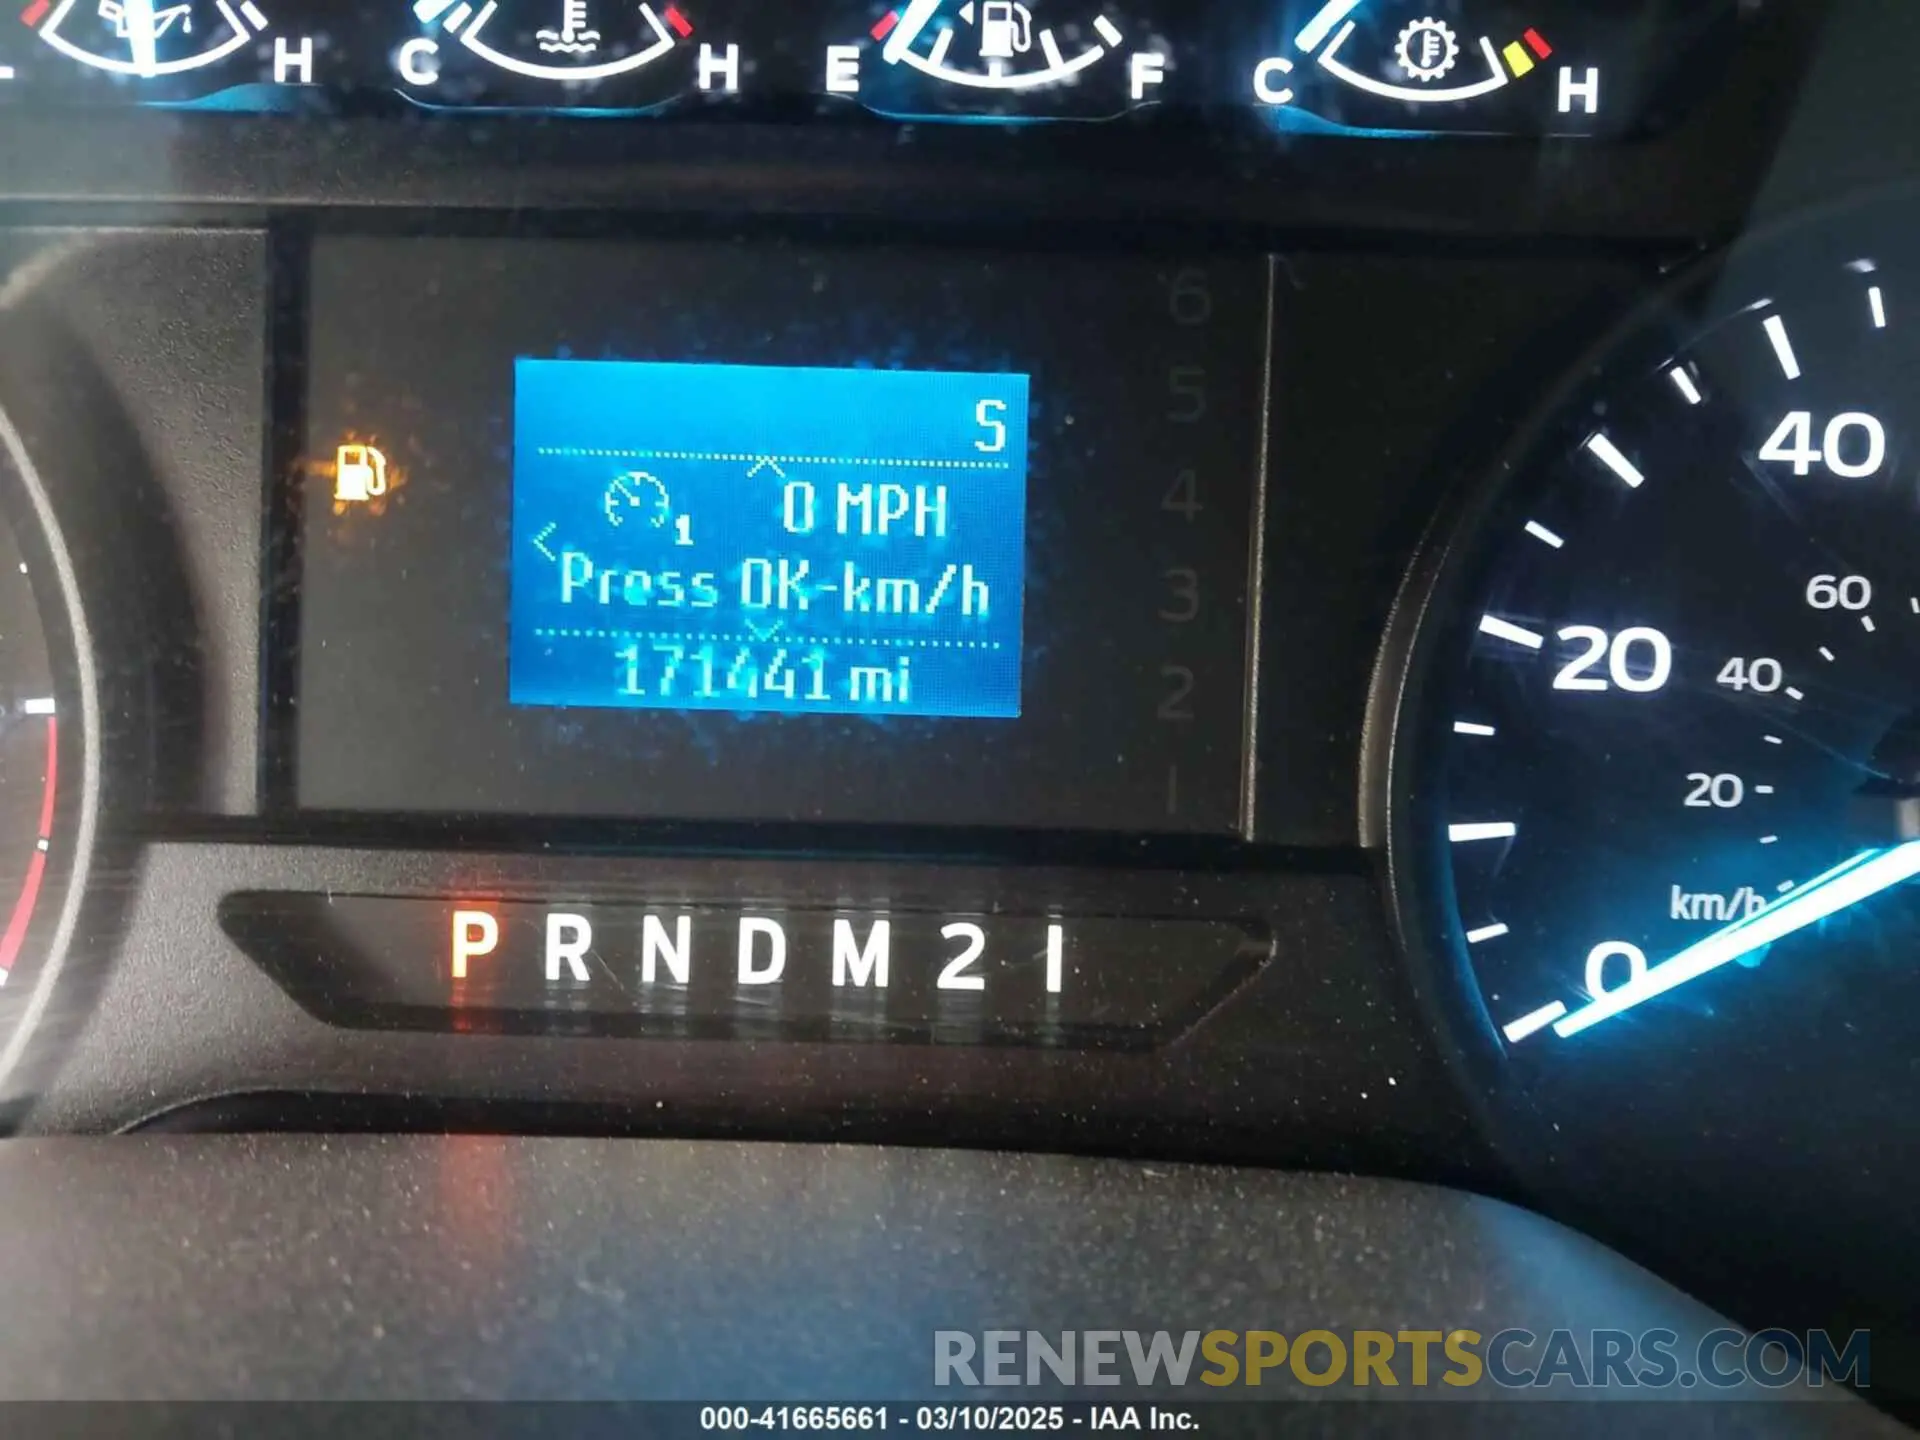 L H C H E F C H
S
1 0 MPH
Press OK-km/h
171441 mi
6
5
4
3
2
1
40
20
0
60
40
20
km/h
P R N D M 2 1
RENEWSPORTSCARS.COM
000-41665661 - 03/10/2025 - IAA Inc.